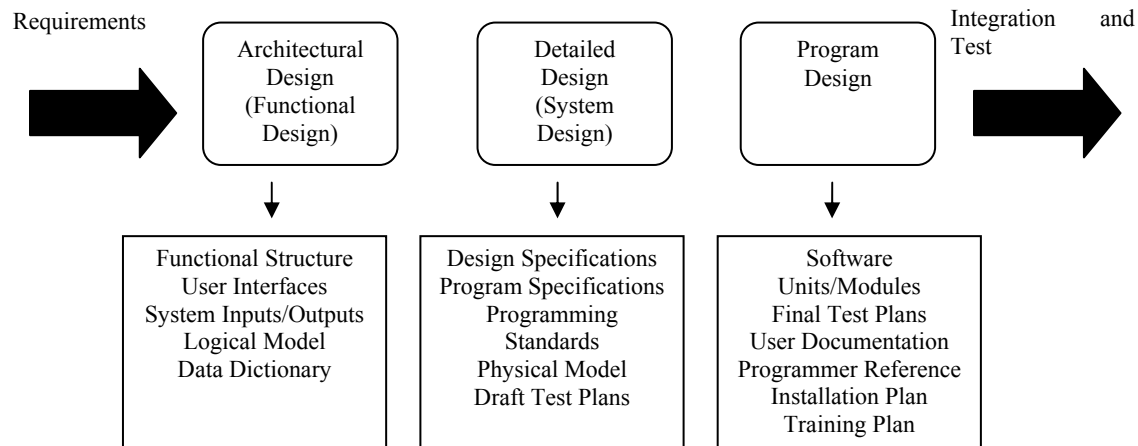 Requirements
Architectural
Design
(Functional
Design)
Detailed
Design
(System
Design)
Program
Design
Integration and
Test
Functional Structure
User Interfaces
System Inputs/Outputs
Logical Model
Data Dictionary
Design Specifications
Program Specifications
Programming
Standards
Physical Model
Draft Test Plans
Software
Units/Modules
Final Test Plans
User Documentation
Programmer Reference
Installation Plan
Training Plan